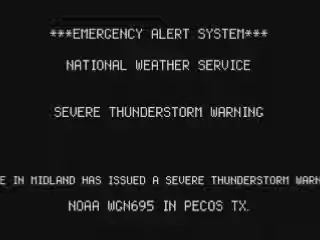 ***EMERGENCY ALERT SYSTEM***
NATIONAL WEATHER SERVICE
SEVERE THUNDERSTORM WARNING
E IN MIDLAND HAS ISSUED A SEVERE THUNDERSTORM WARN
NOAA WGN695 IN PECOS TX.